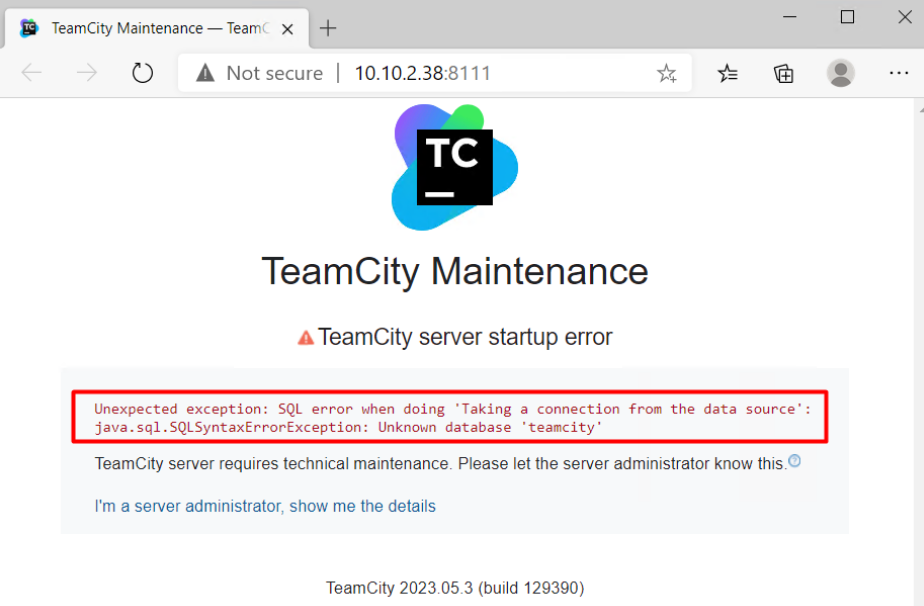 TeamCity Maintenance — TeamC
Not secure | 10.10.2.38:8111
TC
TeamCity Maintenance
TeamCity server startup error
Unexpected exception: SQL error when doing 'Taking a connection from the data source':
java.sql.SQLSyntaxErrorException: Unknown database 'teamcity'
TeamCity server requires technical maintenance. Please let the server administrator know this.
I'm a server administrator, show me the details
TeamCity 2023.05.3 (build 129390)